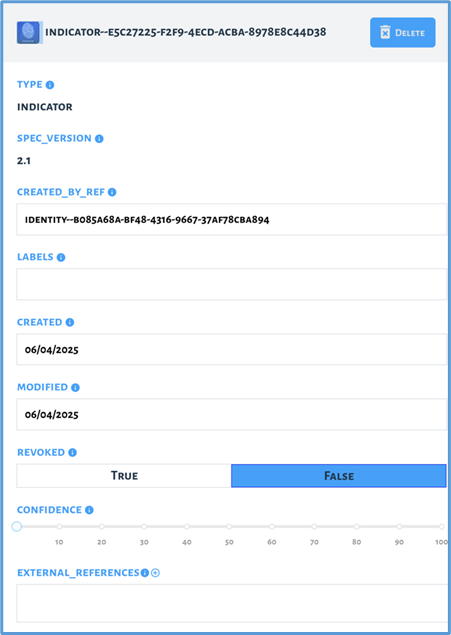 INDICATOR--E5C27225-F2F9-4ECD-ACBA-8978E8C44D38
DELETE
TYPE
INDICATOR
SPEC_VERSION
2.1
CREATED_BY_REF
IDENTITY--B085A68A-BF48-4316-9667-37AF78CBA894
LABELS
CREATED
06/04/2025
MODIFIED
06/04/2025
REVOKED
TRUE FALSE
CONFIDENCE
10 20 30 40 50 60 70 80 90 100
EXTERNAL_REFERENCES